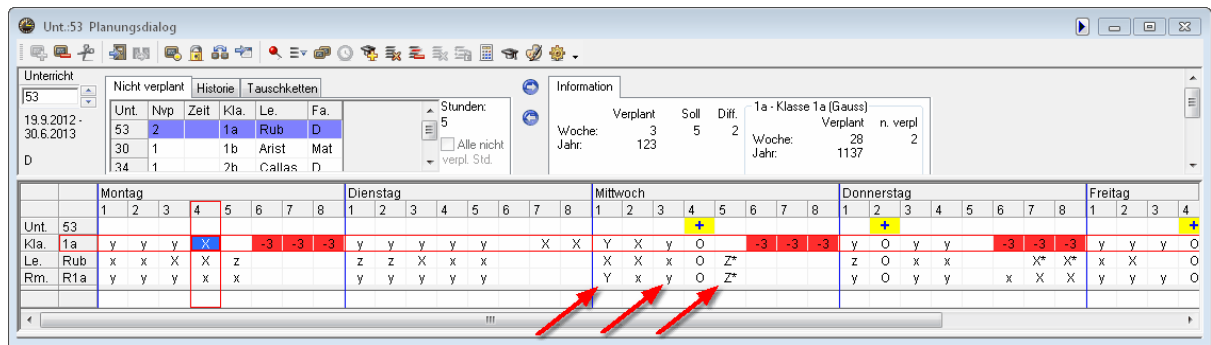 Unt.:53 Planungsdialog
Unterricht
53
19.9.2012 -
30.6.2013
D
Nicht verplant Historie Tauschketten
Unt. Nvp Zeit Kla. Le. Fa.
53 2 1a Rub D
30 1 1b Arist Mat
34 1 2b Callas D
Stunden:
5
Alle nicht
verpl. Std.
Information
Verplant Soll Diff.
Woche: 3 5 2
Jahr: 123
1a - Klasse 1a (Gauss)
Verplant n. verpl
Woche: 28 2
Jahr: 1137
Montag Dienstag Mittwoch Donnerstag Freitag
1 2 3 4 5 6 7 8 1 2 3 4 5 6 7 8 1 2 3 4 5 6 7 8 1 2 3 4 5 6 7 8 1 2 3 4
Unt. 53 + + +
Kla. 1a y y y X -3 -3 -3 y y y y y X X Y X y O -3 -3 -3 y O y y -3 -3 -3 y y y O
Le. Rub x x X X z z z X x x X X x O Z* z O x x X* X* x X O
Rm. R1a y y y x x y y y y y Y x y O Z* y O y y x X X y y y O